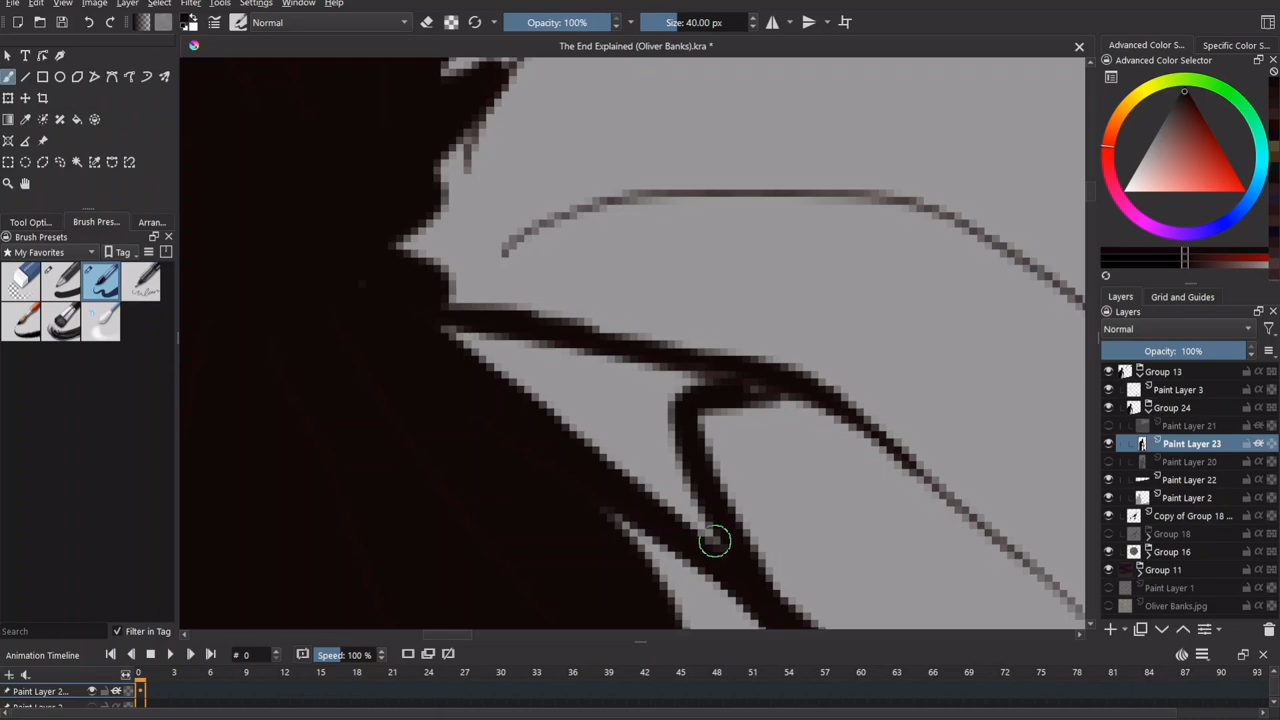 File Edit View Image Layer Select Filter Tools Settings Window Help
Normal
Opacity: 100%
Size: 40.00 px
The End Explained (Oliver Banks).kra *
Advanced Color S...
Specific Color S...
Advanced Color Selector
Tool Opti...
Brush Pres...
Arran...
Brush Presets
My Favorites
Tag
Layers
Grid and Guides
Layers
Normal
Opacity: 100%
Group 13
Paint Layer 3
Group 24
Paint Layer 21
Paint Layer 23
Paint Layer 20
Paint Layer 22
Paint Layer 2
Copy of Group 18 ...
Group 18
Group 16
Group 11
Paint Layer 1
Oliver Banks.jpg
Search
Filter in Tag
Animation Timeline
# 0
Speed: 100 %
0 3 6 9 12 15 18 21 24 27 30 33 36 39 42 45 48 51 54 57 60 63 66 69 72 75 78 81 84 87 90 93
Paint Layer 2...